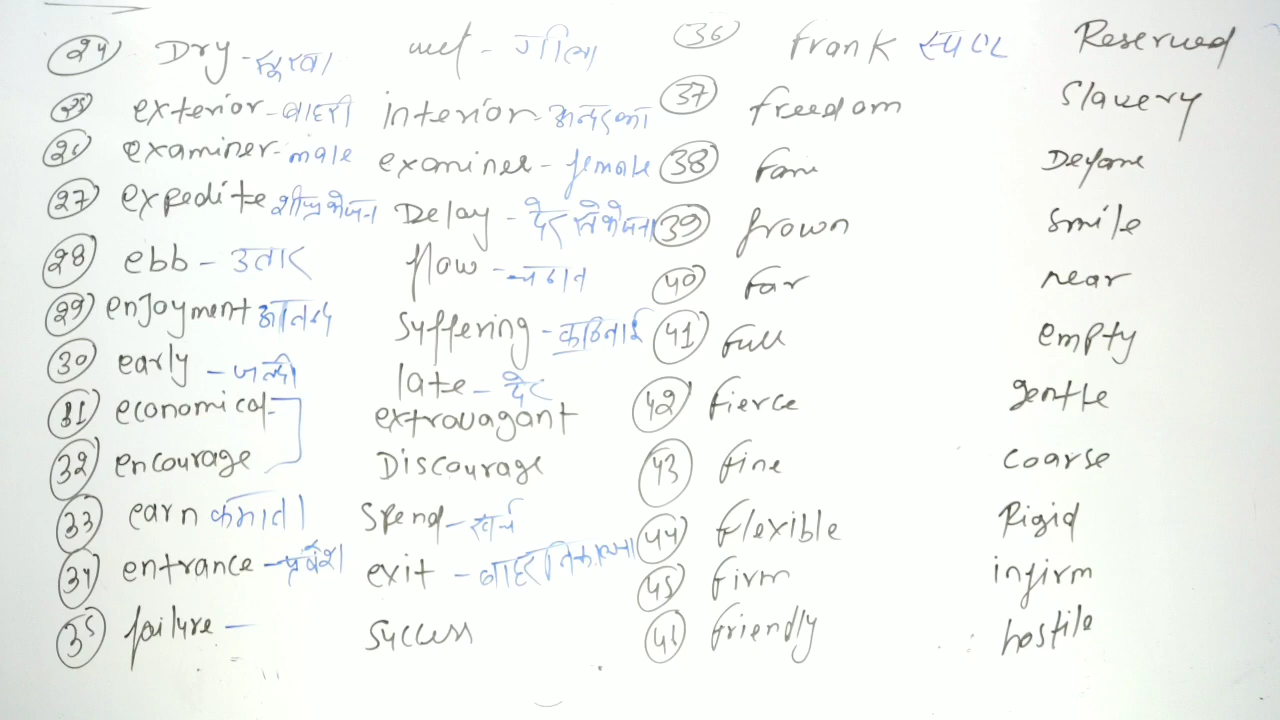 24 Dry - सूखा wet - गीला
25 exterior - बाहरी interior - अन्दरका
26 examiner - male examinee - female
27 expedite शीघ्र भेजना Delay - देर से भेजना
28 ebb - उतार flow - चढाव
29 enjoyment आनन्द suffering - कठिनाई
30 early - जल्दी late - देर
31 economical - extravagant
32 encourage Discourage
33 earn कमाना spend - खर्च
34 entrance - प्रवेश exit - बाहर निकालना
35 failure - success
36 frank स्पष्ट Reserved
37 freedom slavery
38 fame Defame
39 frown smile
40 far near
41 full empty
42 fierce gentle
43 fine coarse
44 flexible Rigid
45 firm infirm
46 friendly hostile